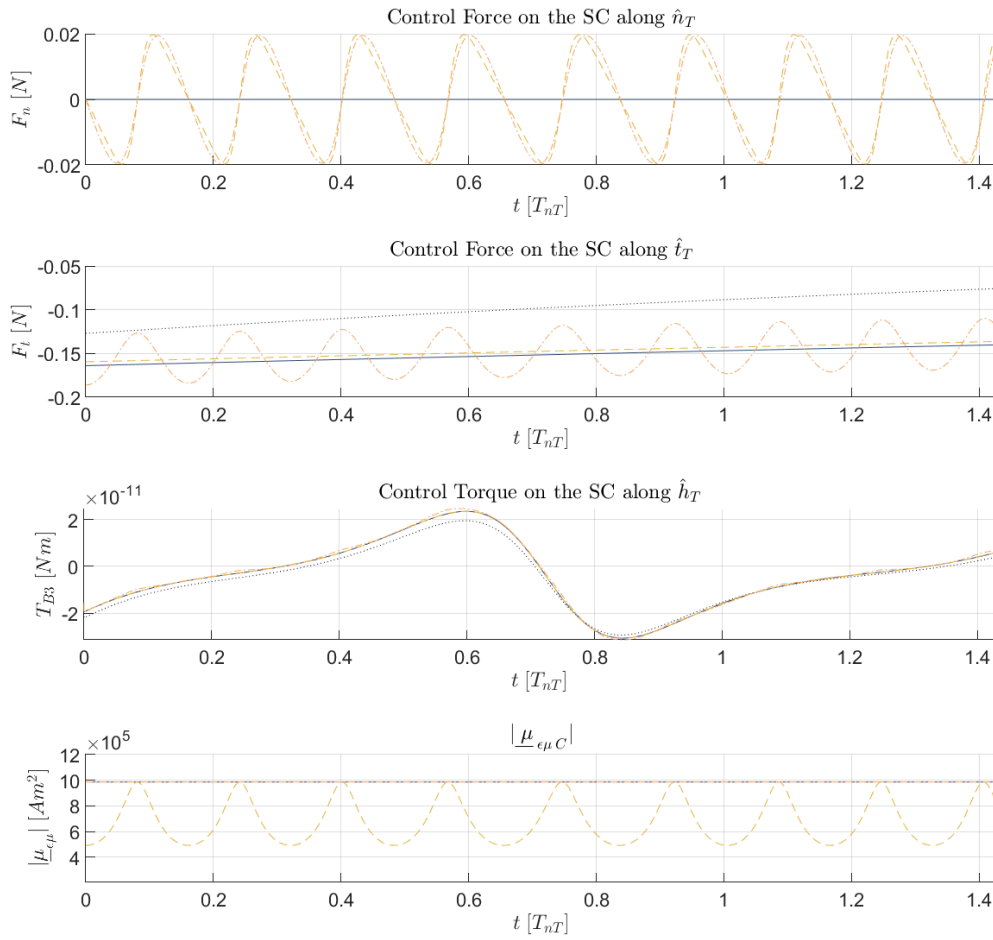 Control Force on the SC along n̂_T
0.02
0
-0.02
F_n [N]
0 0.2 0.4 0.6 0.8 1 1.2 1.4
t [T_nT]
Control Force on the SC along t̂_T
-0.05
-0.1
-0.15
-0.2
F_t [N]
0 0.2 0.4 0.6 0.8 1 1.2 1.4
t [T_nT]
×10^-11
Control Torque on the SC along ĥ_T
2
0
-2
T_B3 [Nm]
0 0.2 0.4 0.6 0.8 1 1.2 1.4
t [T_nT]
|μ_ϵμC|
×10^5
12
10
8
6
4
|μ_ϵμ| [Am^2]
0 0.2 0.4 0.6 0.8 1 1.2 1.4
t [T_nT]